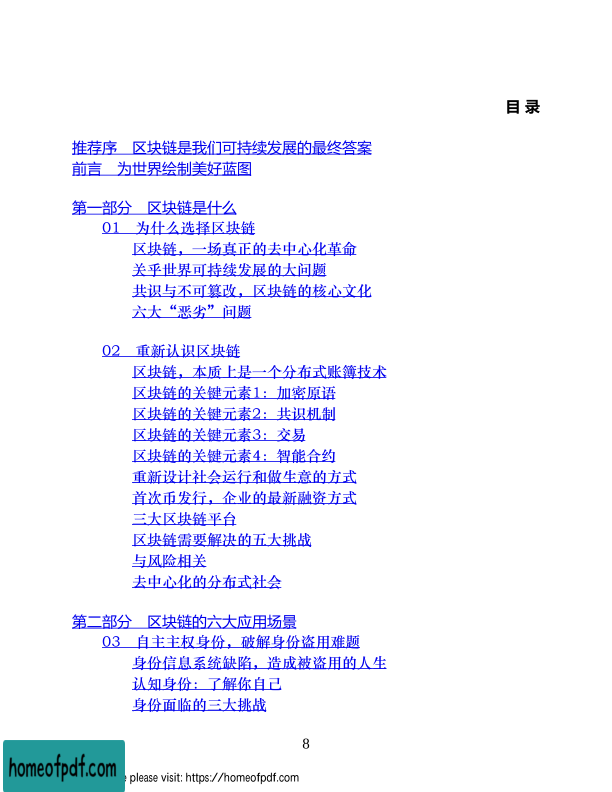 目 录
推荐序　区块链是我们可持续发展的最终答案
前言　为世界绘制美好蓝图
第一部分　区块链是什么
01　为什么选择区块链
区块链，一场真正的去中心化革命
关乎世界可持续发展的大问题
共识与不可篡改，区块链的核心文化
六大“恶劣”问题
02　重新认识区块链
区块链，本质上是一个分布式账簿技术
区块链的关键元素1：加密原语
区块链的关键元素2：共识机制
区块链的关键元素3：交易
区块链的关键元素4：智能合约
重新设计社会运行和做生意的方式
首次币发行，企业的最新融资方式
三大区块链平台
区块链需要解决的五大挑战
与风险相关
去中心化的分布式社会
第二部分　区块链的六大应用场景
03　自主主权身份，破解身份盗用难题
身份信息系统缺陷，造成被盗用的人生
认知身份：了解你自己
身份面临的三大挑战
8
homeofpdf.com
e please visit: https://homeofpdf.com